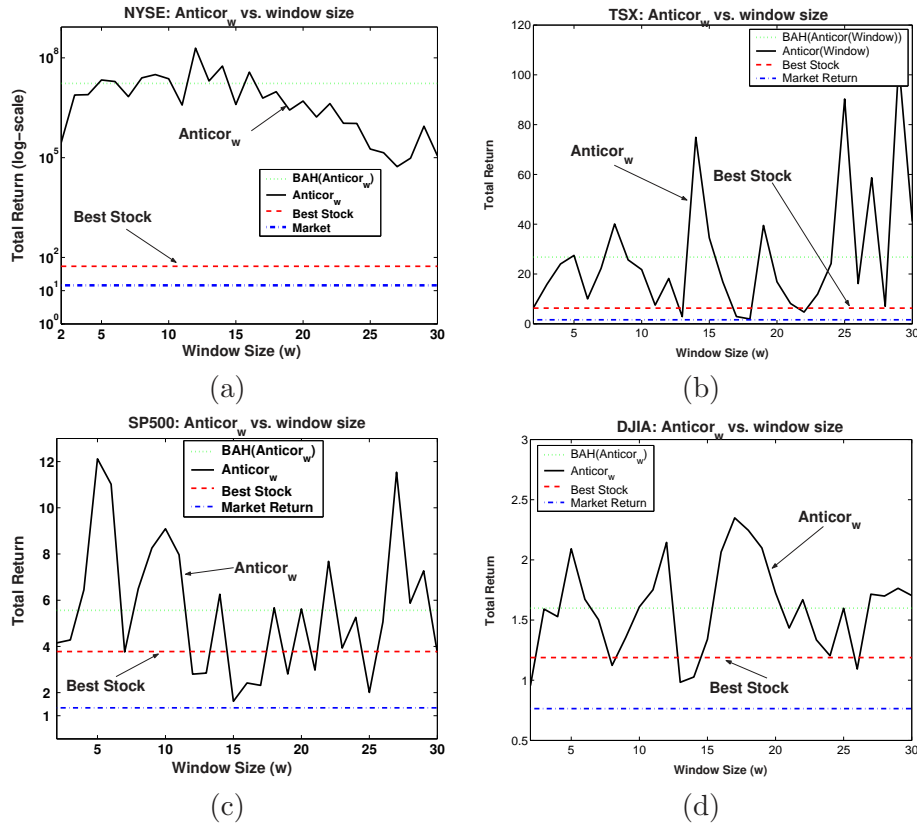 NYSE: Anticor_w vs. window size
Total Return (log-scale)
10^8
10^5
10^2
10^1
10^0
Anticor_w
Best Stock
BAH(Anticor_w)
Anticor_w
Best Stock
Market
2 5 10 15 20 25 30
Window Size (w)
(a)
TSX: Anticor_w vs. window size
Total Return
120
100
80
60
40
20
0
BAH(Anticor(Window))
Anticor(Window)
Best Stock
Market Return
Anticor_w
Best Stock
5 10 15 20 25 30
Window Size (w)
(b)
SP500: Anticor_w vs. window size
Total Return
12
10
8
6
4
2
1
BAH(Anticor_w)
Anticor_w
Best Stock
Market Return
Anticor_w
Best Stock
5 10 15 20 25 30
Window Size (w)
(c)
DJIA: Anticor_w vs. window size
Total Return
3
2.5
2
1.5
1
0.5
BAH(Anticor_w)
Anticor_w
Best Stock
Market Return
Anticor_w
Best Stock
5 10 15 20 25 30
Window Size (w)
(d)